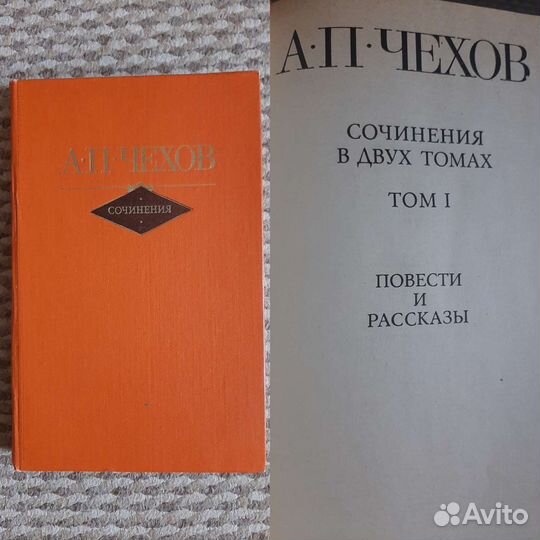 А·П·ЧЕХОВ
СОЧИНЕНИЯ
А·П·ЧЕХОВ
СОЧИНЕНИЯ
В ДВУХ ТОМАХ
ТОМ I
ПОВЕСТИ
И
РАССКАЗЫ
Avito